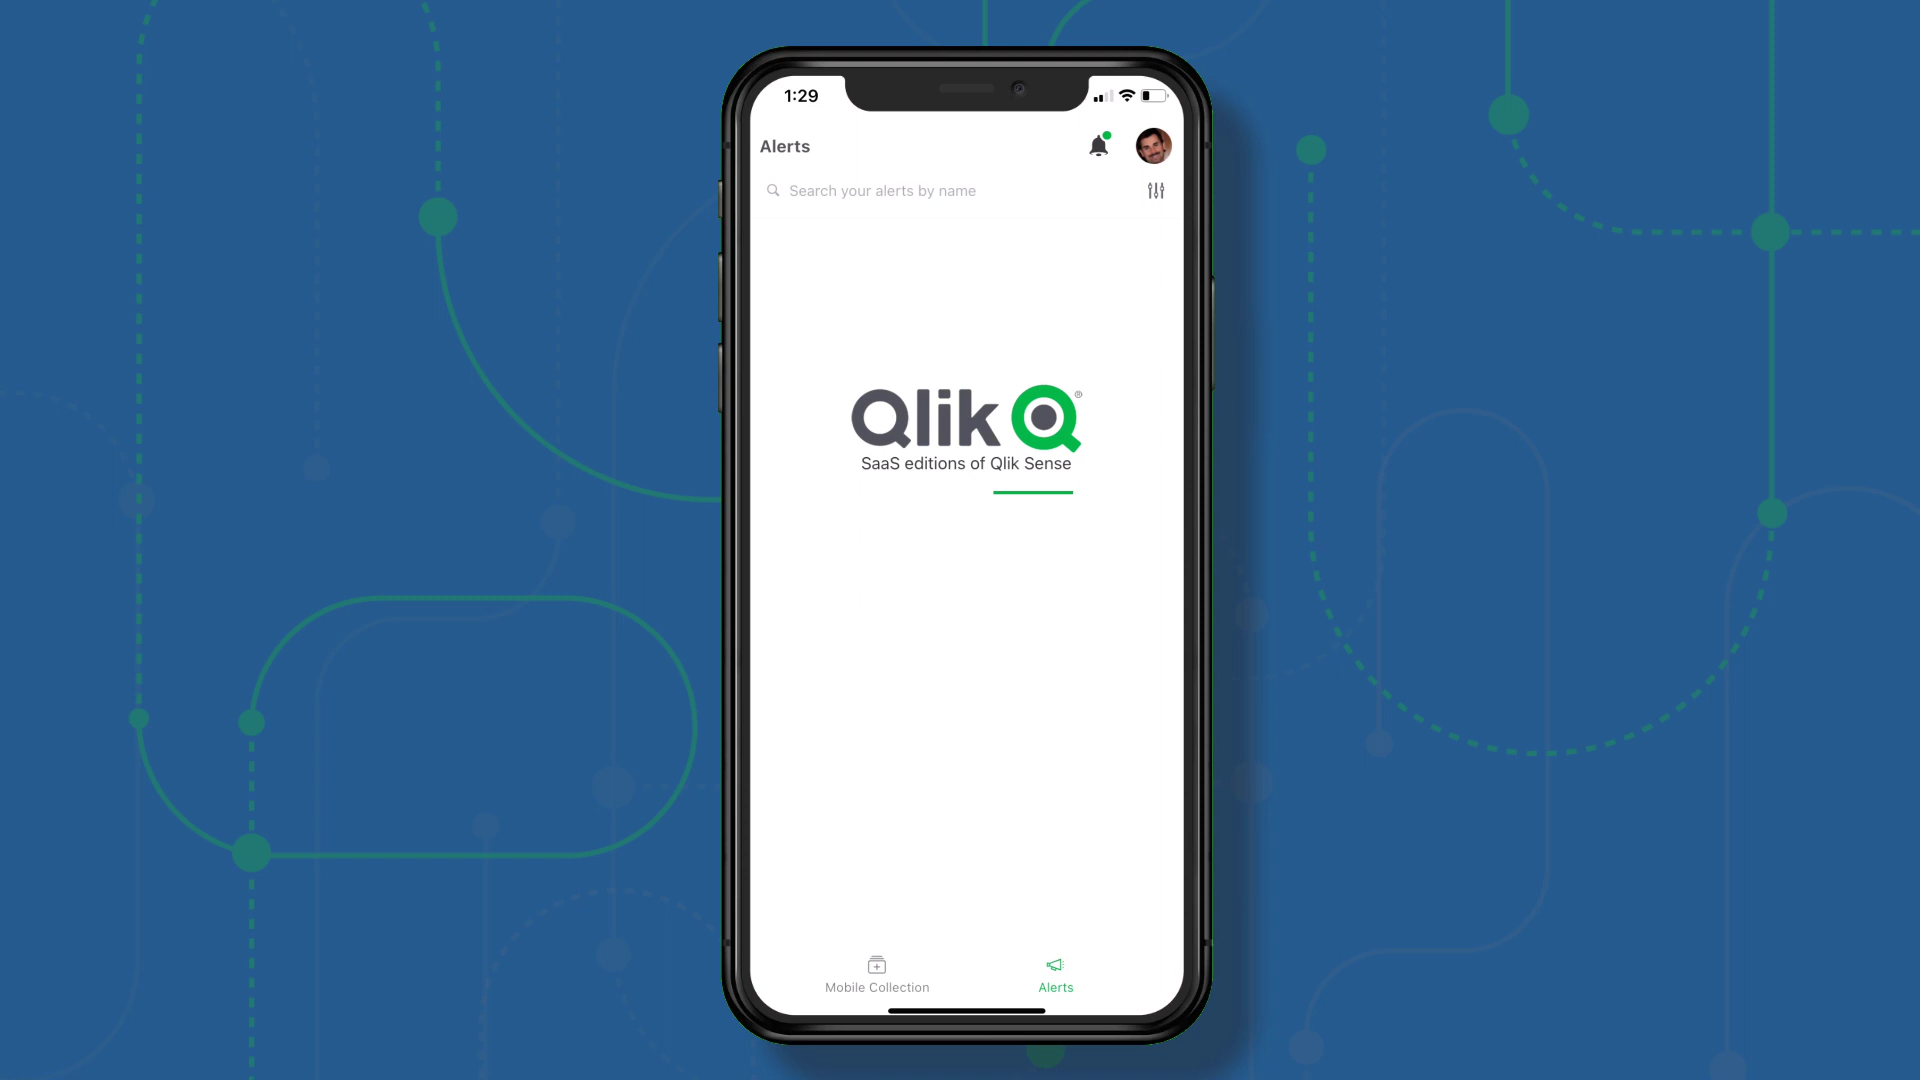 1:29
Alerts
Search your alerts by name
Qlik Q®
SaaS editions of Qlik Sense
Mobile Collection
Alerts